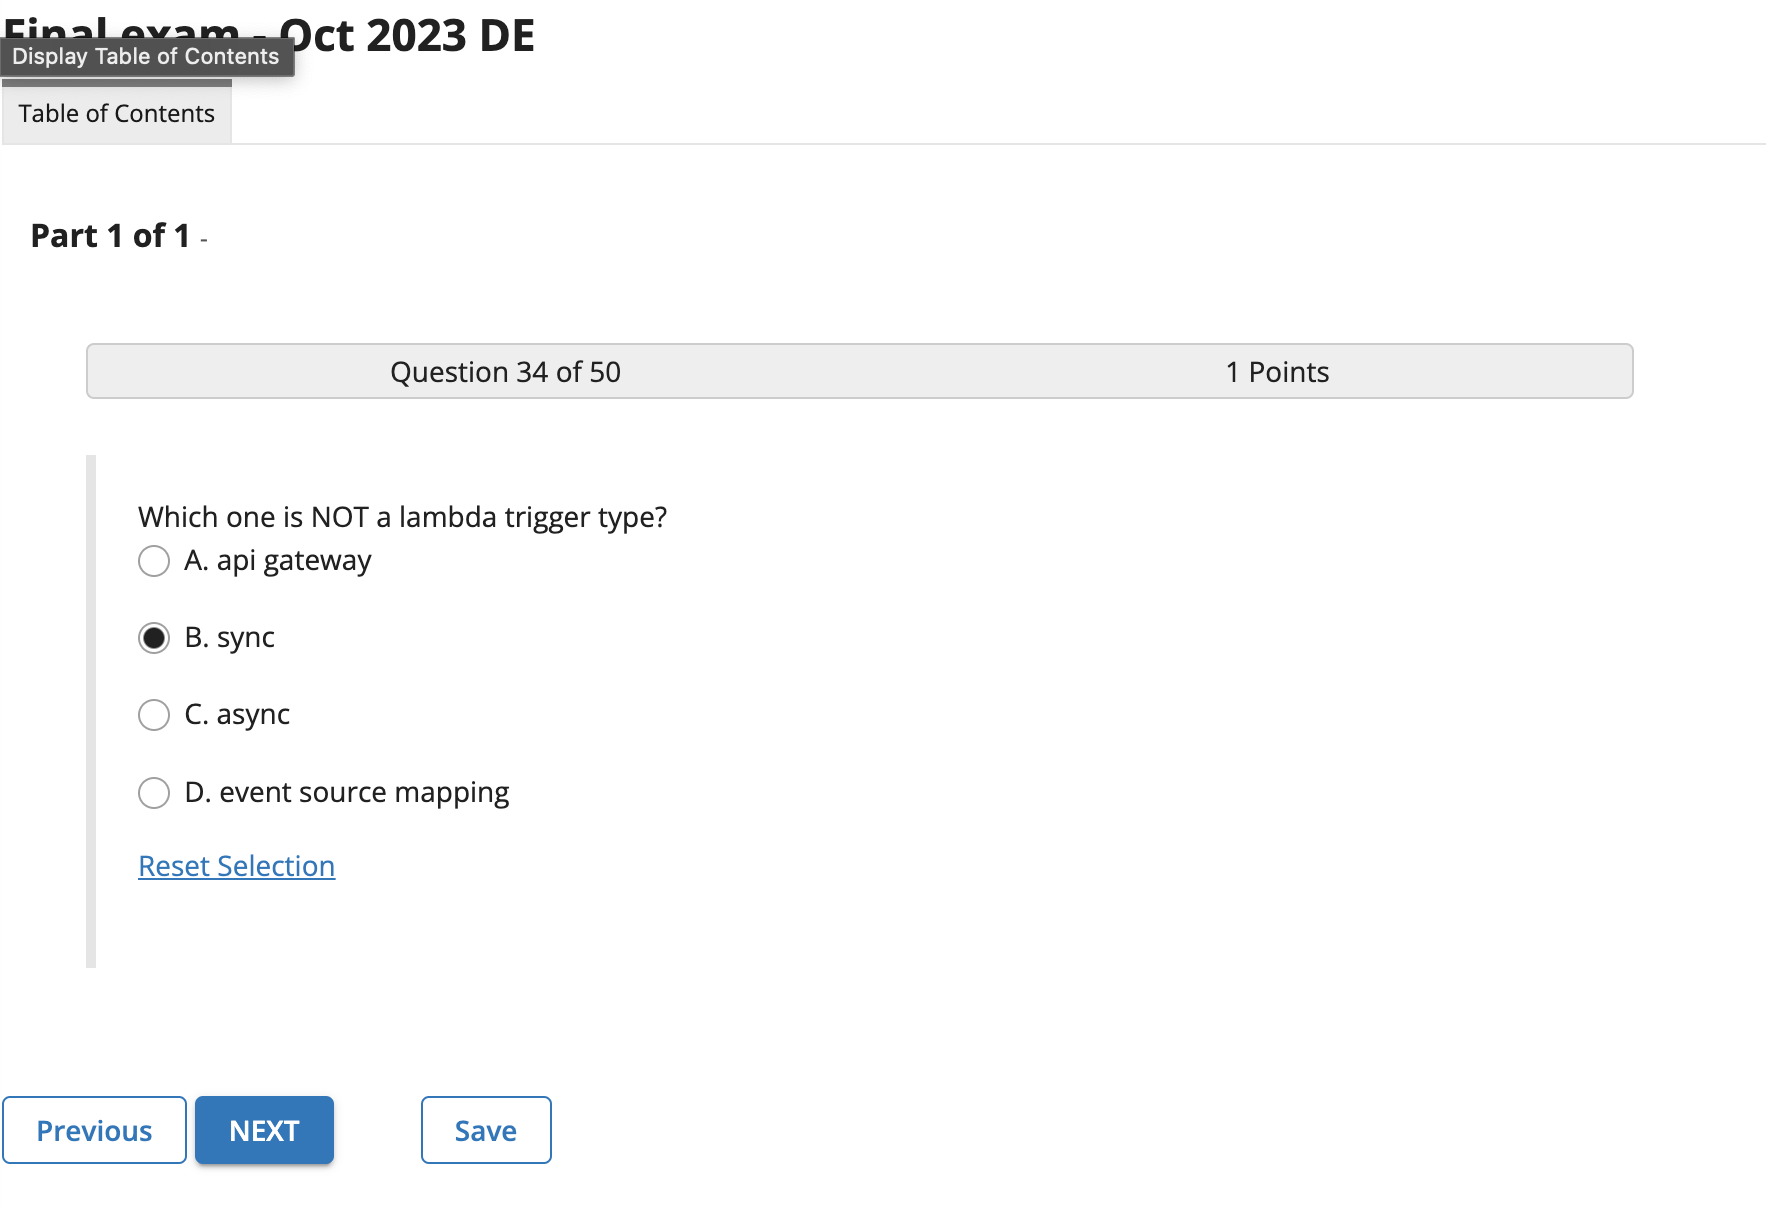 Final exam - Oct 2023 DE
Display Table of Contents
Table of Contents
Part 1 of 1 -
Question 34 of 50
1 Points
Which one is NOT a lambda trigger type?
A. api gateway
B. sync
C. async
D. event source mapping
Reset Selection
Previous
NEXT
Save